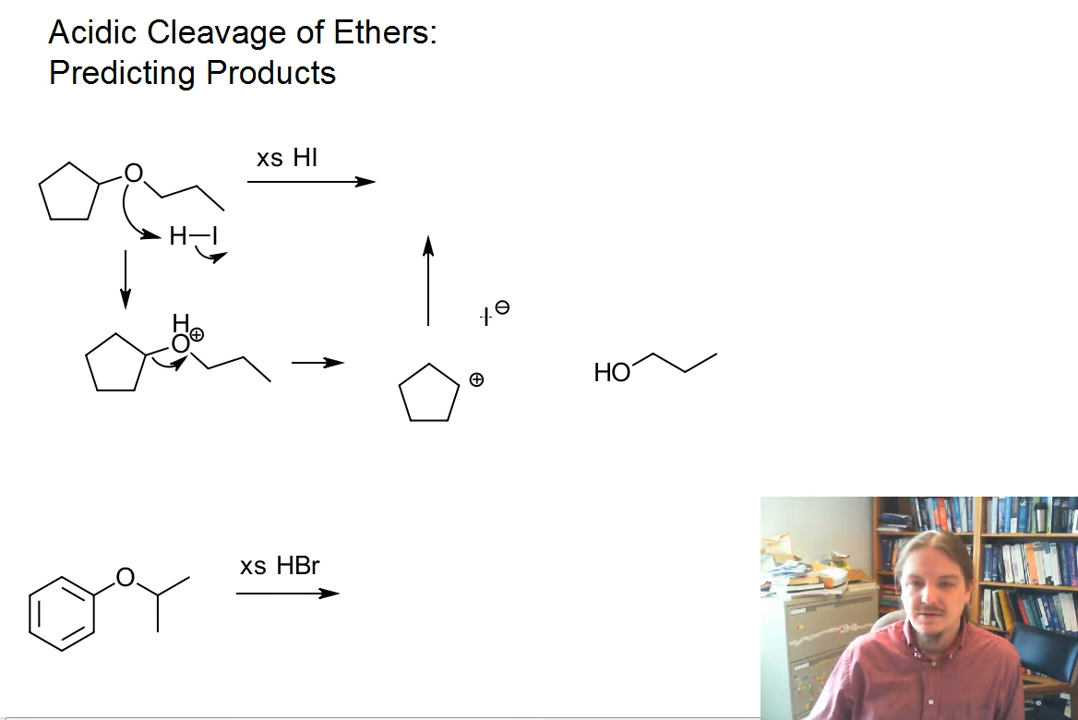 Acidic Cleavage of Ethers:
Predicting Products
O
xs HI
H–I
H
O⊕
I⊖
⊕
HO
O
xs HBr